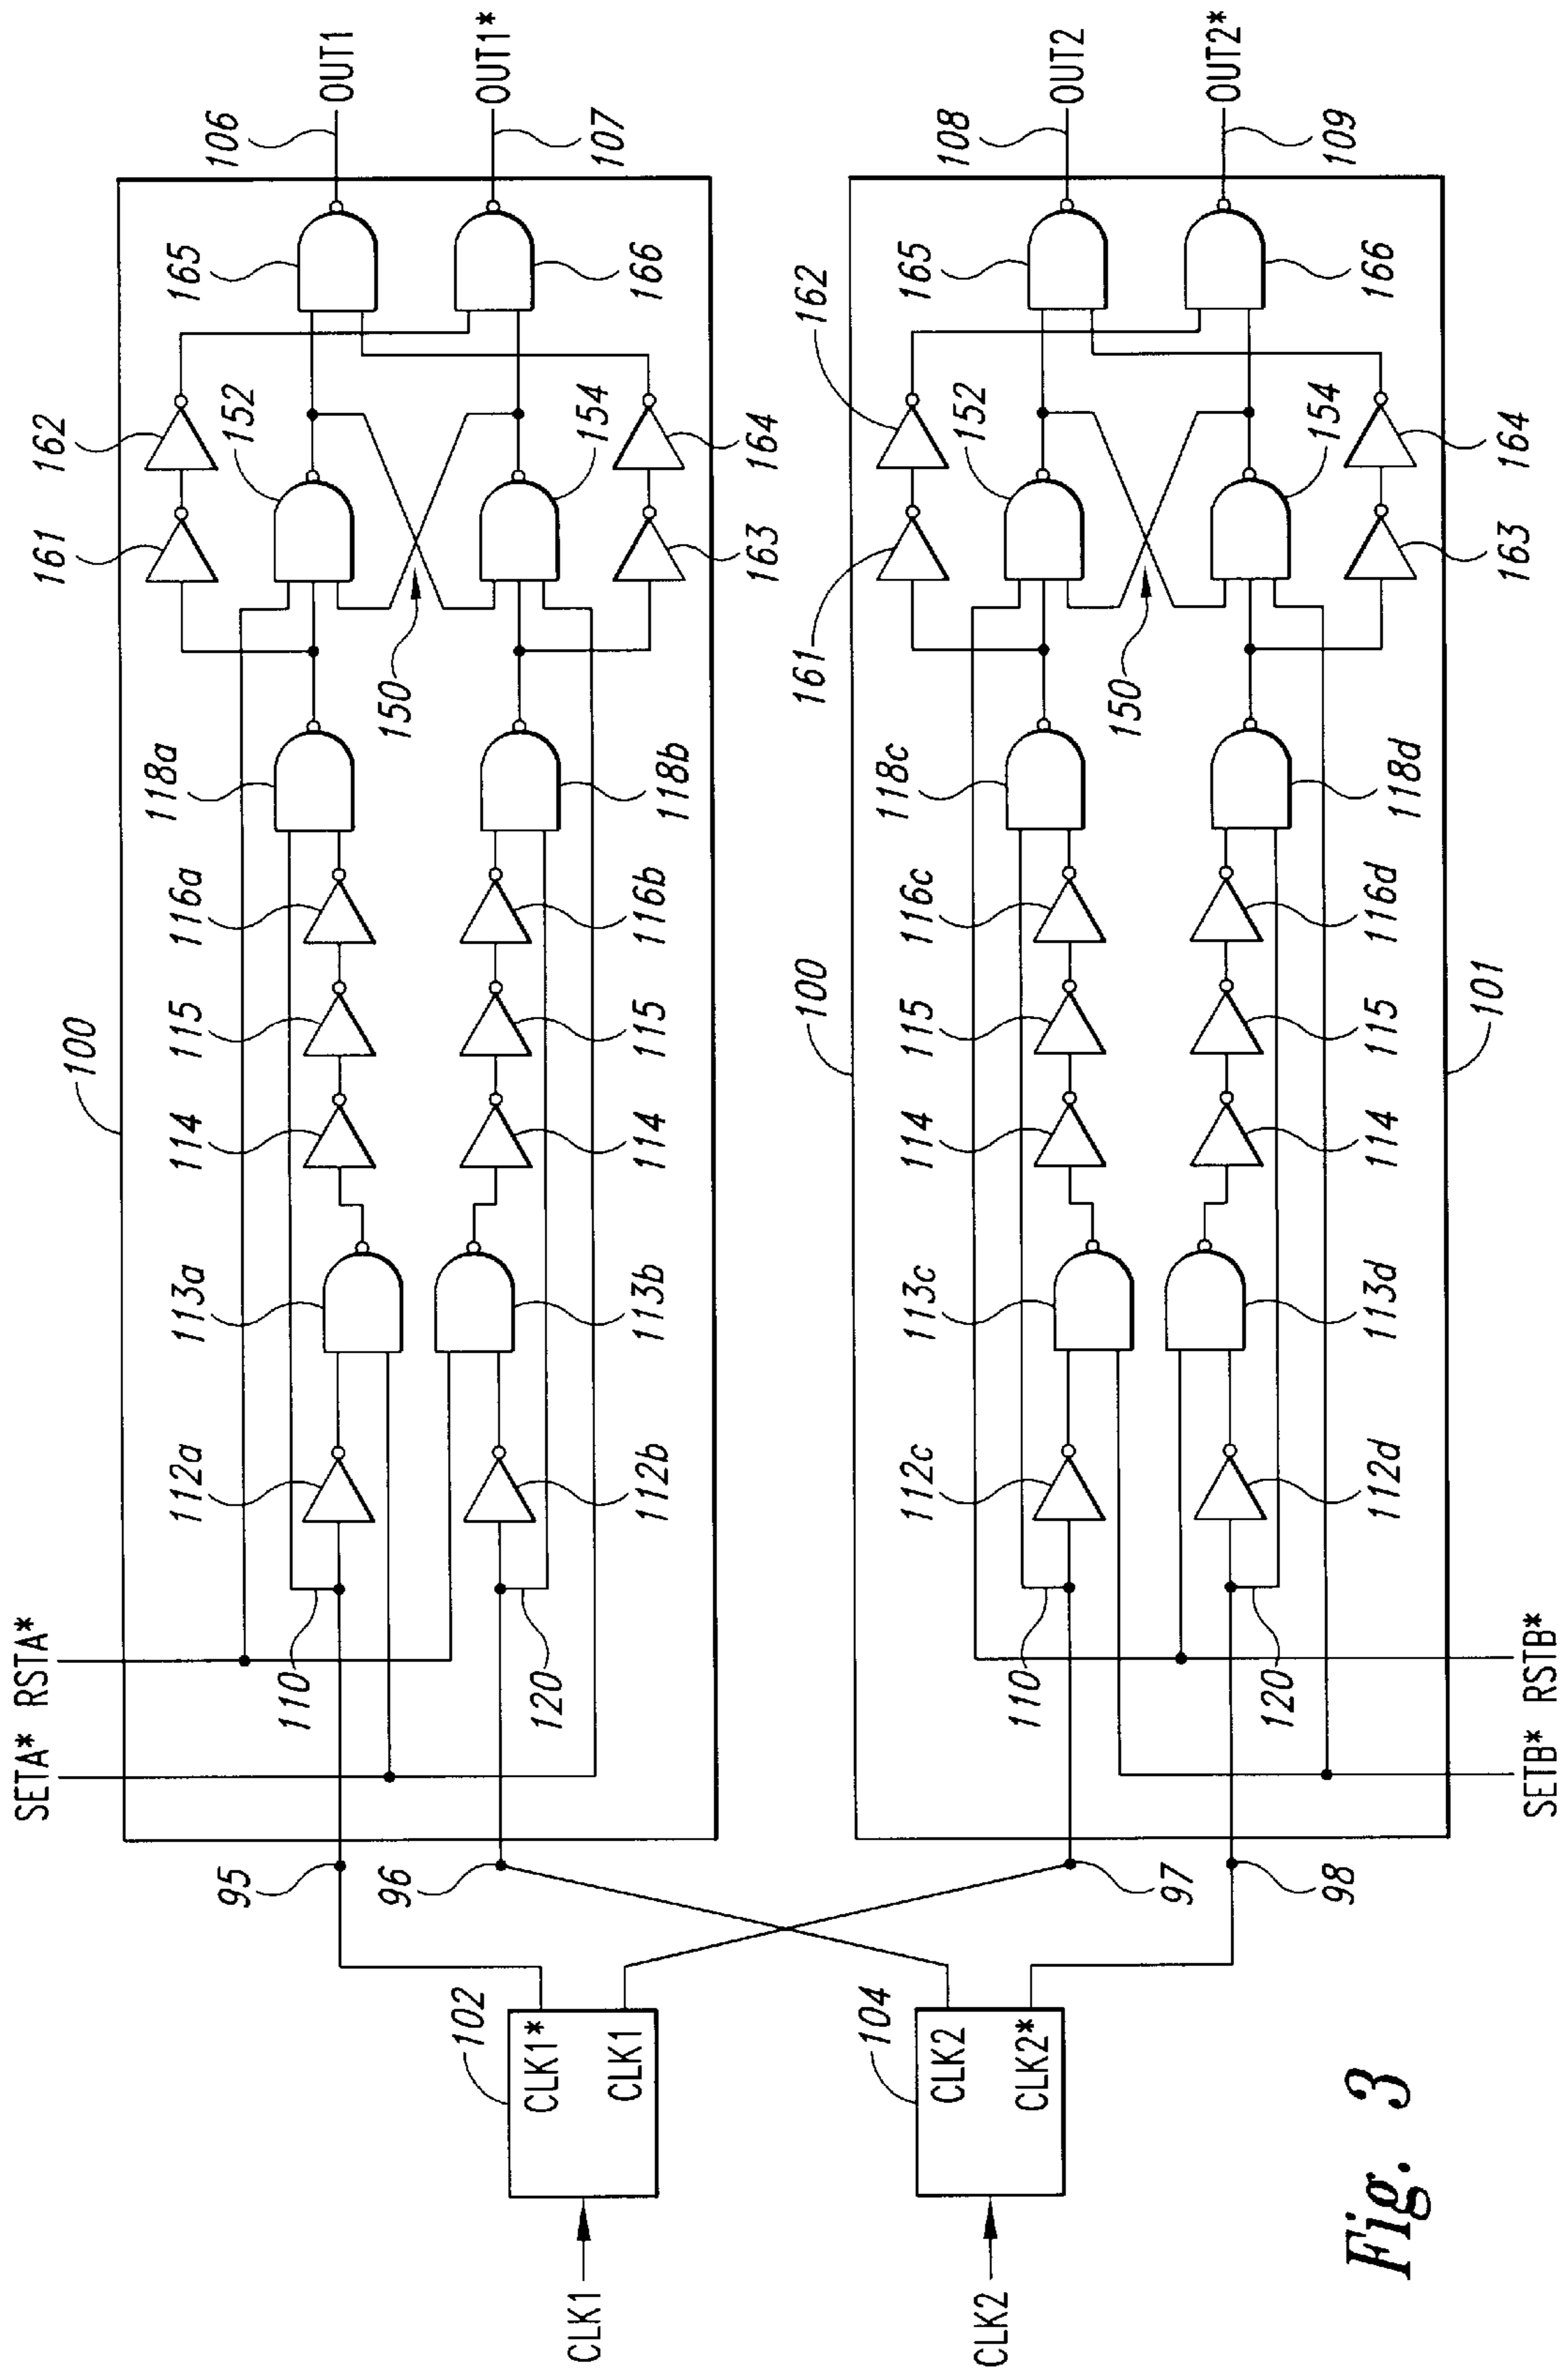 SETA* RSTA*
100
161
162
118a
152
165
106
OUT1
112a
113a
114
115
116a
110
150
OUT1*
95
96
120
112b
113b
114
115
116b
118b
154
163
164
166
107
102
CLK1*
CLK1
CLK1
104
CLK2
CLK2*
CLK2
100
161
162
112c
113c
114
115
116c
118c
152
165
108
OUT2
110
150
OUT2*
97
98
120
112d
113d
114
115
116d
118d
154
163
164
166
109
101
SETB* RSTB*
Fig. 3